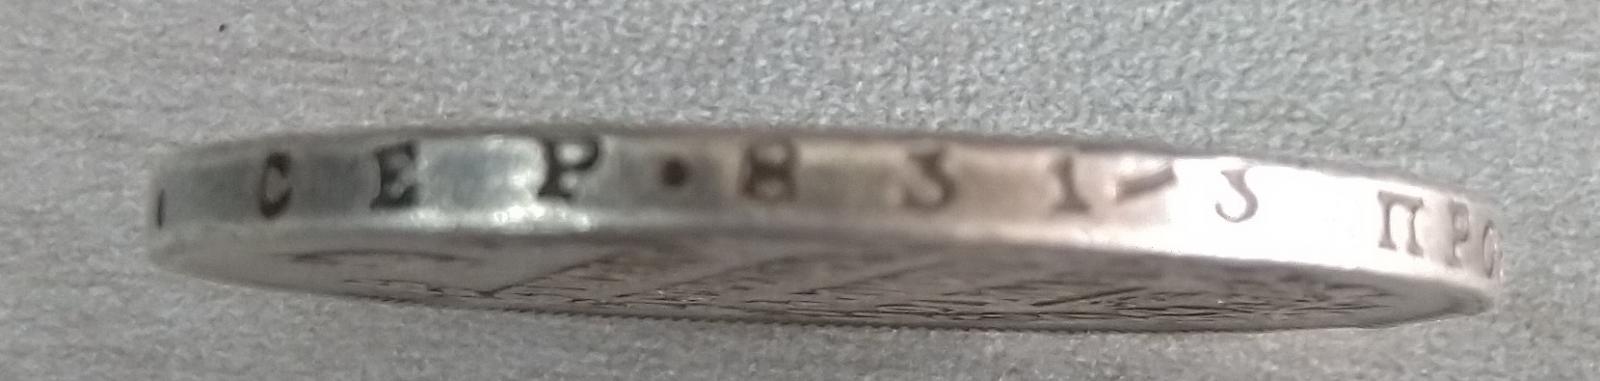 СЕР · 83 1/3 ПРО